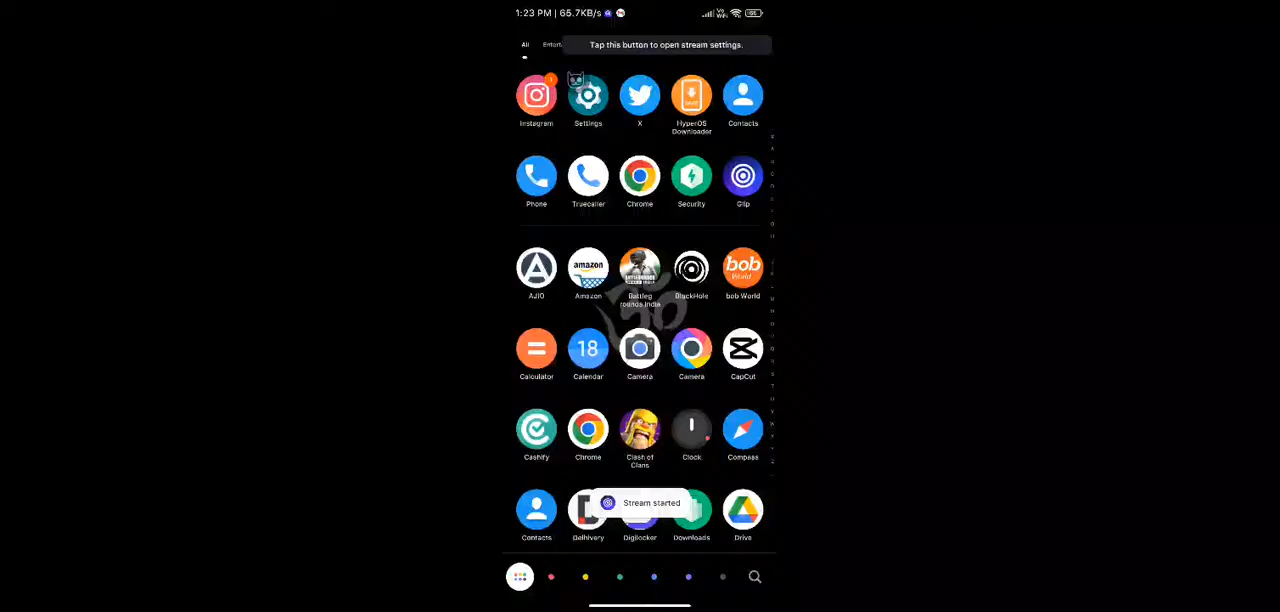 1:23 PM | 65.7KB/s
All
Tap this button to open stream settings.
Instagram
Settings
X
HyperOS
Downloader
Contacts
Phone
Truecaller
Chrome
Security
Glip
amazon
bob
World
AJIO
Amazon
Battleg
rounds India
BlackHole
bob World
18
Calculator
Calendar
Camera
Camera
CapCut
Cashify
Chrome
Clash of
Clans
Clock
Compass
Stream started
Contacts
Delhivery
Digilocker
Downloads
Drive
ॐ